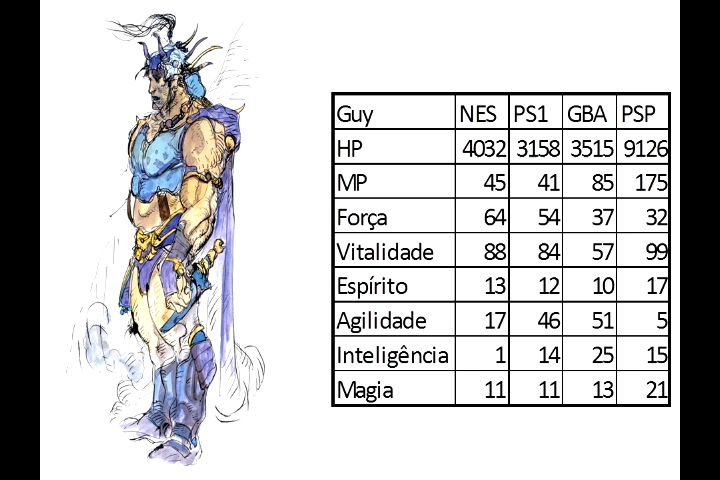 Guy NES PS1 GBA PSP
HP 4032 3158 3515 9126
MP 45 41 85 175
Força 64 54 37 32
Vitalidade 88 84 57 99
Espírito 13 12 10 17
Agilidade 17 46 51 5
Inteligência 1 14 25 15
Magia 11 11 13 21